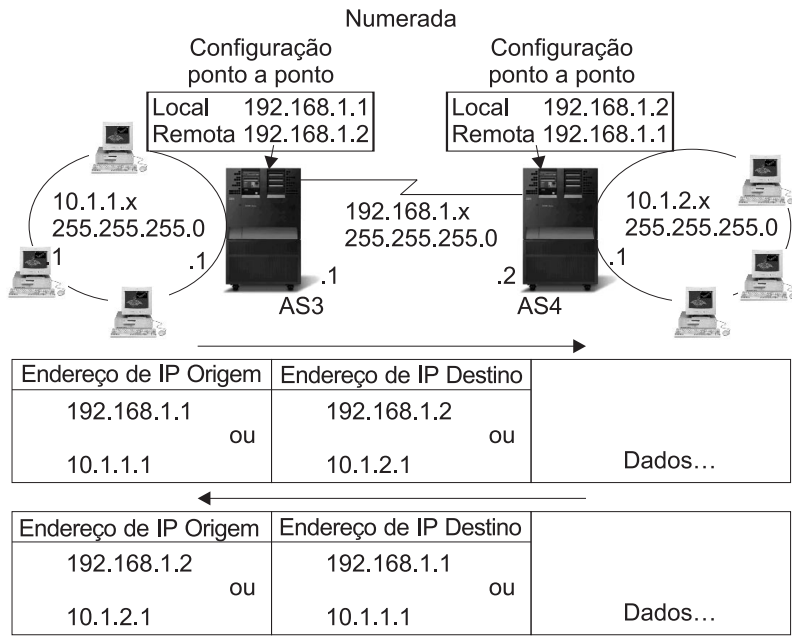 Numerada
Configuração
ponto a ponto
Local 192.168.1.1
Remota 192.168.1.2
Configuração
ponto a ponto
Local 192.168.1.2
Remota 192.168.1.1
10.1.1.x
255.255.255.0
.1
.1
192.168.1.x
255.255.255.0
10.1.2.x
255.255.255.0
.1
.1
.2
AS3
AS4
Endereço de IP Origem
Endereço de IP Destino
192.168.1.1
ou
10.1.1.1
192.168.1.2
ou
10.1.2.1
Dados...
Endereço de IP Origem
Endereço de IP Destino
192.168.1.2
ou
10.1.2.1
192.168.1.1
ou
10.1.1.1
Dados...